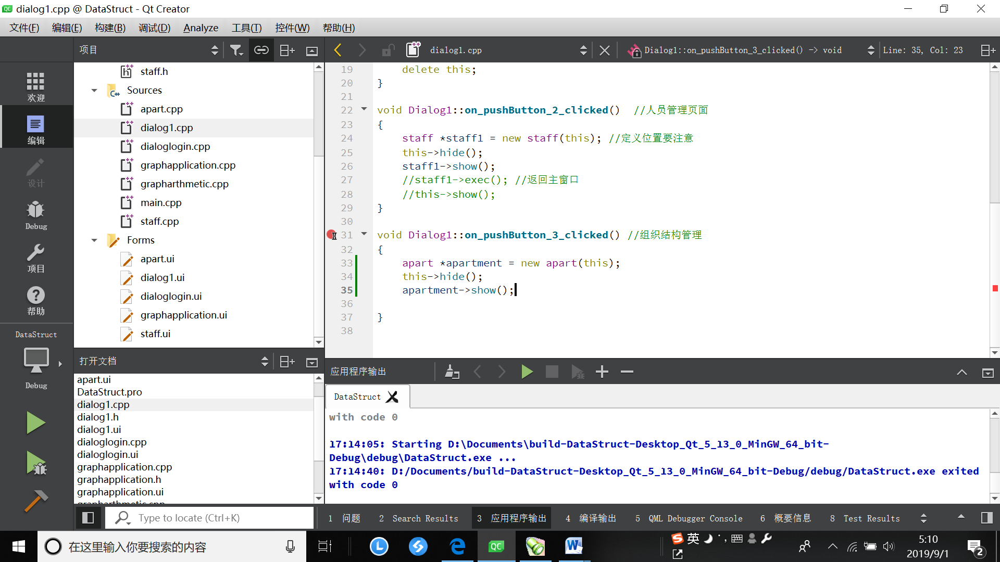 dialog1.cpp @ DataStruct - Qt Creator
文件(F) 编辑(E) 构建(B) 调试(D) Analyze 工具(T) 控件(W) 帮助(H)
项目
dialog1.cpp
Dialog1::on_pushButton_3_clicked() -> void
Line: 35, Col: 23
欢迎
编辑
设计
Debug
项目
帮助
DataStruct
Debug
staff.h
Sources
apart.cpp
dialog1.cpp
dialoglogin.cpp
graphapplication.cpp
grapharthmetic.cpp
main.cpp
staff.cpp
Forms
apart.ui
dialog1.ui
dialoglogin.ui
graphapplication.ui
staff.ui
打开文档
apart.ui
DataStruct.pro
dialog1.cpp
dialog1.h
dialog1.ui
dialoglogin.cpp
dialoglogin.ui
graphapplication.cpp
graphapplication.h
graphapplication.ui
grapharthmetic.cpp
19 delete this;
20 }
21
22 void Dialog1::on_pushButton_2_clicked() //人员管理页面
23 {
24 staff *staff1 = new staff(this); //定义位置要注意
25 this->hide();
26 staff1->show();
27 //staff1->exec(); //返回主窗口
28 //this->show();
29 }
30
31 void Dialog1::on_pushButton_3_clicked() //组织结构管理
32 {
33 apart *apartment = new apart(this);
34 this->hide();
35 apartment->show();
36
37 }
38
应用程序输出
DataStruct
with code 0
17:14:05: Starting D:\Documents\build-DataStruct-Desktop_Qt_5_13_0_MinGW_64_bit-
Debug\debug\DataStruct.exe ...
17:14:40: D:/Documents/build-DataStruct-Desktop_Qt_5_13_0_MinGW_64_bit-Debug/debug/DataStruct.exe exited
with code 0
Type to locate (Ctrl+K)
1 问题 2 Search Results 3 应用程序输出 4 编译输出 5 QML Debugger Console 6 概要信息 8 Test Results
在这里输入你要搜索的内容
英
5:10
2019/9/1
2